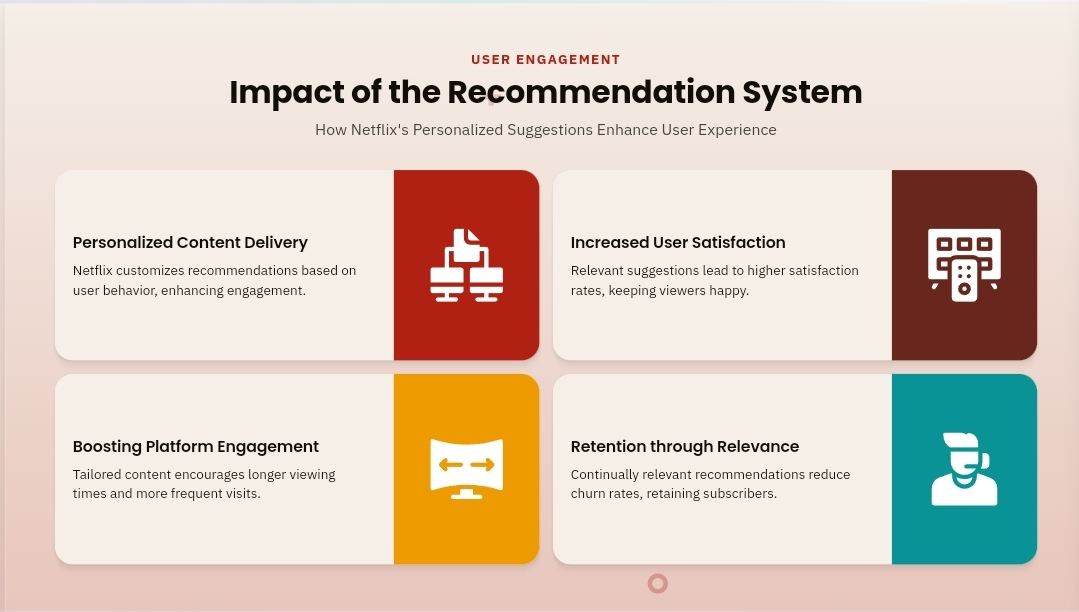 USER ENGAGEMENT
Impact of the Recommendation System
How Netflix's Personalized Suggestions Enhance User Experience
Personalized Content Delivery
Netflix customizes recommendations based on
user behavior, enhancing engagement.
Increased User Satisfaction
Relevant suggestions lead to higher satisfaction
rates, keeping viewers happy.
Boosting Platform Engagement
Tailored content encourages longer viewing
times and more frequent visits.
Retention through Relevance
Continually relevant recommendations reduce
churn rates, retaining subscribers.